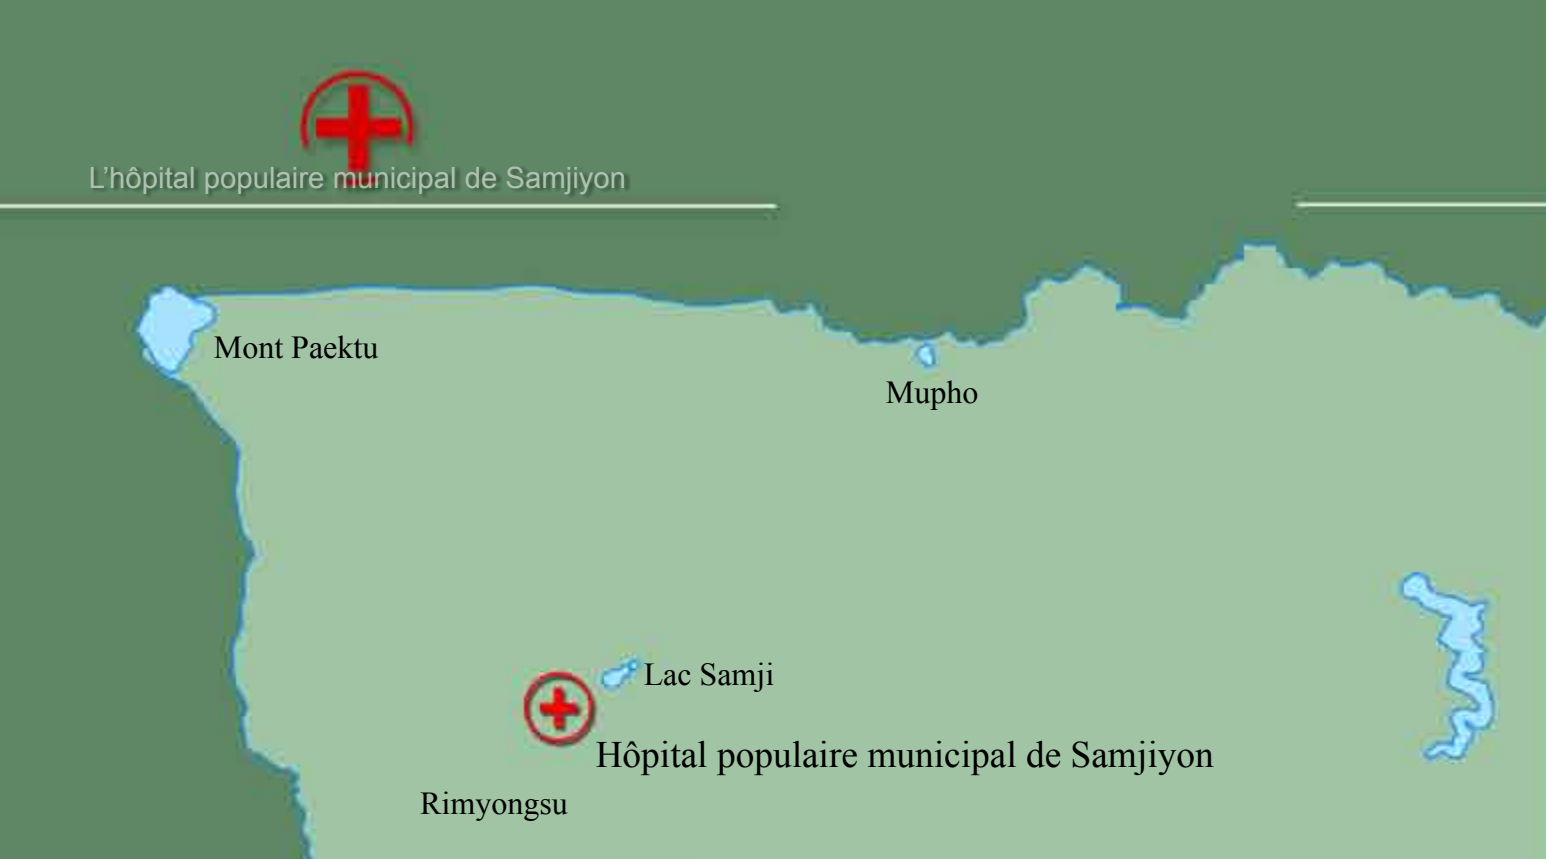 L'hôpital populaire municipal de Samjiyon
Mont Paektu
Mupho
Lac Samji
Hôpital populaire municipal de Samjiyon
Rimyongsu